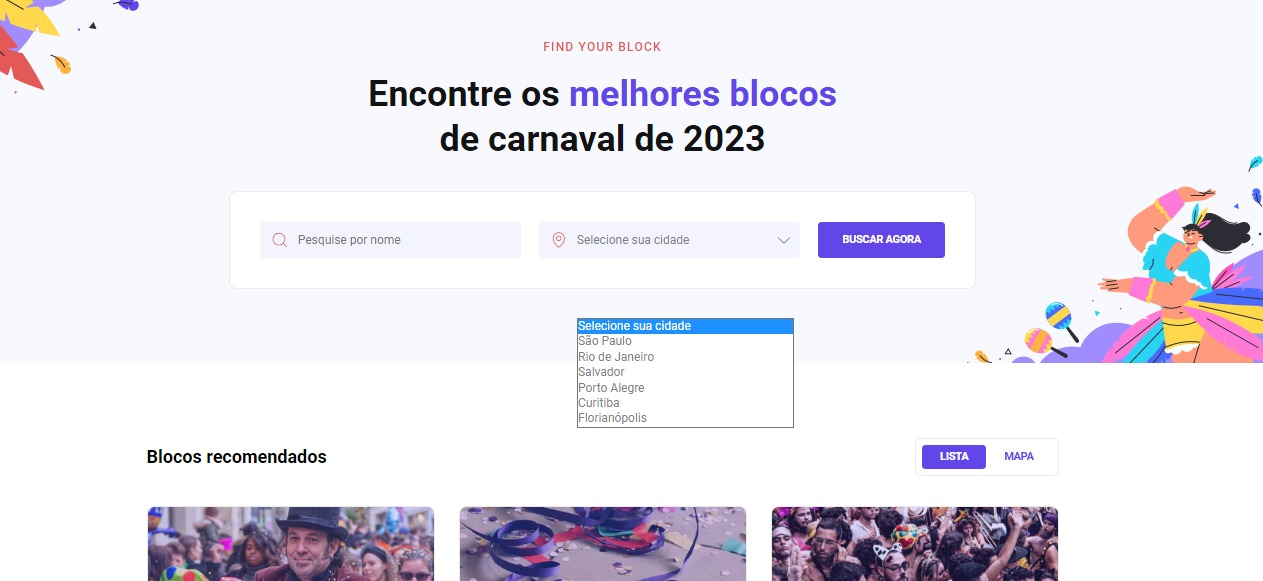 FIND YOUR BLOCK
Encontre os melhores blocos
de carnaval de 2023
Pesquise por nome
Selecione sua cidade
BUSCAR AGORA
Selecione sua cidade
São Paulo
Rio de Janeiro
Salvador
Porto Alegre
Curitiba
Florianópolis
Blocos recomendados
LISTA
MAPA